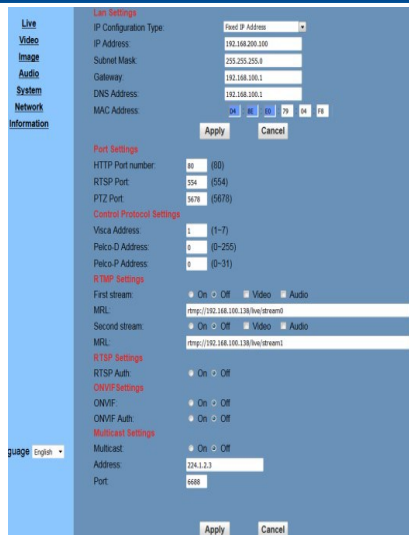 Live
Video
Image
Audio
System
Network
Information
guage English
Lan Settings
IP Configuration Type: Fixed IP Address
IP Address: 192.168.200.100
Subnet Mask: 255.255.255.0
Gateway: 192.168.100.1
DNS Address: 192.168.100.1
MAC Address: D4 8E E0 79 04 F8
Apply Cancel
Port Settings
HTTP Port number: 80 (80)
RTSP Port: 554 (554)
PTZ Port: 5678 (5678)
Control Protocol Settings
Visca Address: 1 (1~7)
Pelco-D Address: 0 (0~255)
Pelco-P Address: 0 (0~31)
RTMP Settings
First stream: On Off Video Audio
MRL: rtmp://192.168.100.138/live/stream0
Second stream: On Off Video Audio
MRL: rtmp://192.168.100.138/live/stream1
RTSP Settings
RTSP Auth: On Off
ONVIFSettings
ONVIF: On Off
ONVIF Auth: On Off
Multicast Settings
Multicast: On Off
Address: 224.1.2.3
Port: 6688
Apply Cancel